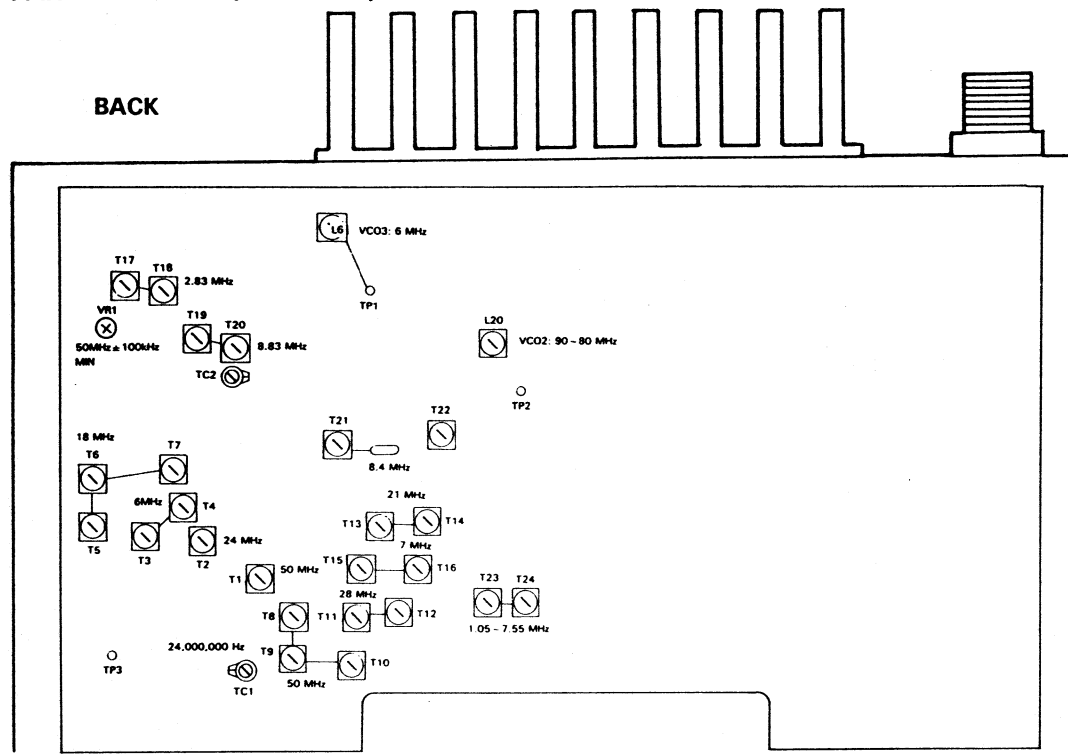 BACK
L6 VCO3: 6 MHz
T17 T18 2.83 MHz
TP1
VR1
T19 T20
L20
50MHz ± 100kHz
MIN
8.83 MHz
VCO2: 90~80 MHz
TC2
TP2
T21 T22
18 MHz
T6 T7
8.4 MHz
6MHz T4
21 MHz
T13 T14
T5 T3 T2 24 MHz
7 MHz
T15 T16
T1 50 MHz
T23 T24
28 MHz
T8 T11 T12
1.05~7.55 MHz
24,000,000 Hz
T9 T10
TP3
TC1
50 MHz